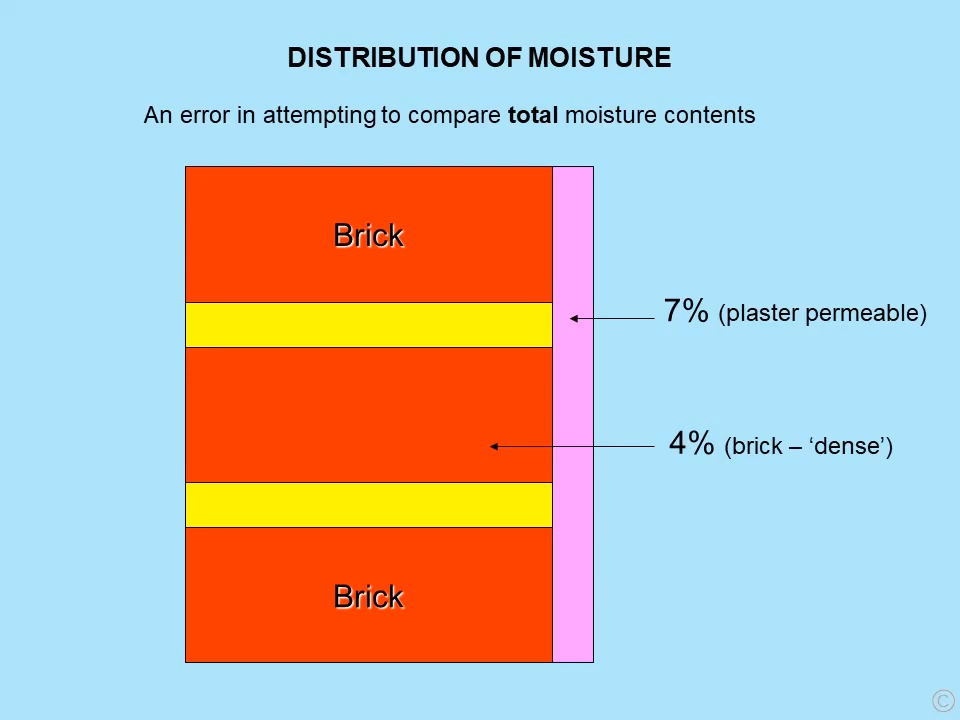 DISTRIBUTION OF MOISTURE
An error in attempting to compare total moisture contents
Brick
7% (plaster permeable)
4% (brick – ‘dense’)
Brick
©